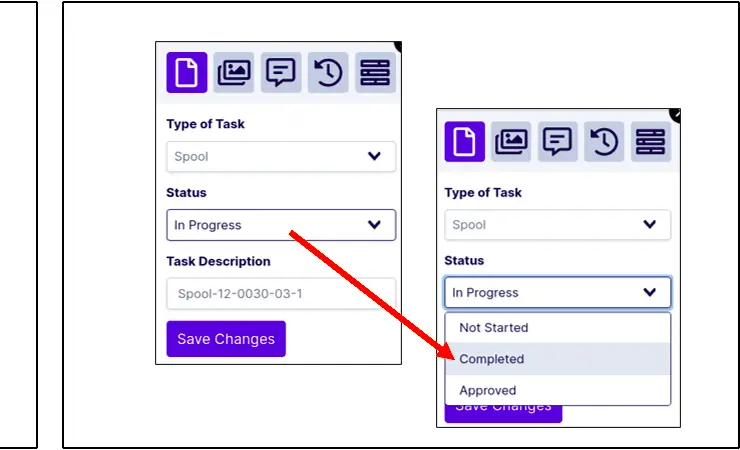 Type of Task
Spool
Status
In Progress
Task Description
Spool-12-0030-03-1
Save Changes
Type of Task
Spool
Status
In Progress
Not Started
Completed
Approved
Save Changes